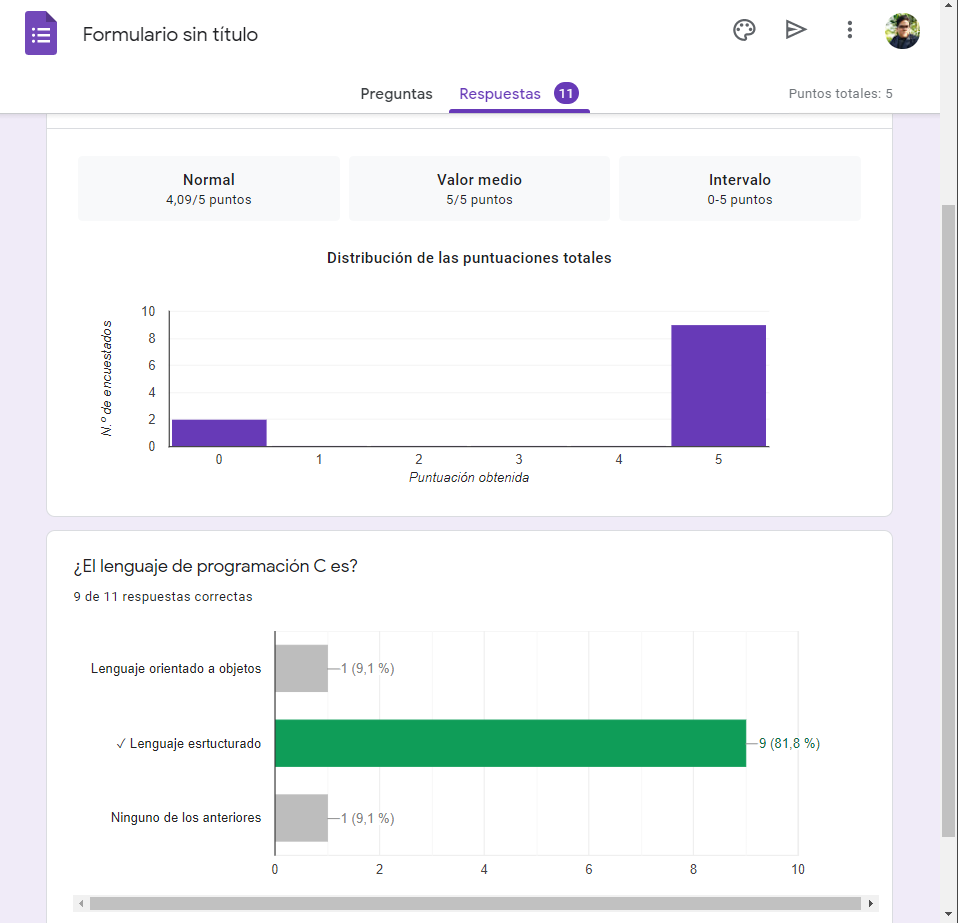 Formulario sin título
Preguntas
Respuestas 11
Puntos totales: 5
Normal
4,09/5 puntos
Valor medio
5/5 puntos
Intervalo
0-5 puntos
Distribución de las puntuaciones totales
N.º de encuestados
10
8
6
4
2
0
0 1 2 3 4 5
Puntuación obtenida
¿El lenguaje de programación C es?
9 de 11 respuestas correctas
Lenguaje orientado a objetos 1 (9,1 %)
✓ Lenguaje esrtucturado 9 (81,8 %)
Ninguno de los anteriores 1 (9,1 %)
0 2 4 6 8 10